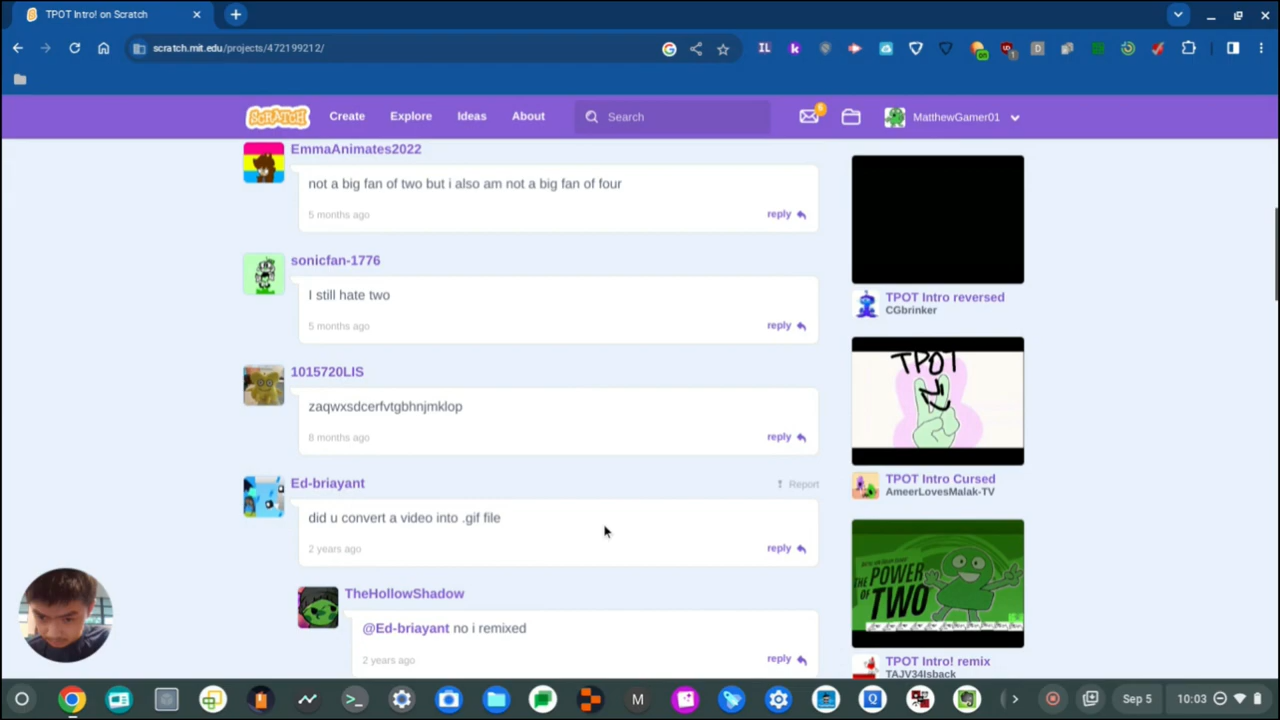 TPOT Intro! on Scratch
scratch.mit.edu/projects/472199212/
SCRATCH
Create
Explore
Ideas
About
Search
6
MatthewGamer01
EmmaAnimates2022
not a big fan of two but i also am not a big fan of four
5 months ago
reply
sonicfan-1776
I still hate two
5 months ago
reply
1015720LIS
zaqwxsdcerfvtgbhnjmklop
8 months ago
reply
Ed-briayant
Report
did u convert a video into .gif file
2 years ago
reply
TheHollowShadow
@Ed-briayant no i remixed
2 years ago
reply
TPOT Intro reversed
CGbrinker
TPOT
TPOT Intro Cursed
AmeerLovesMalak-TV
THE POWER
OF TWO
TPOT Intro! remix
TAJV34Isback
Sep 5
10:03